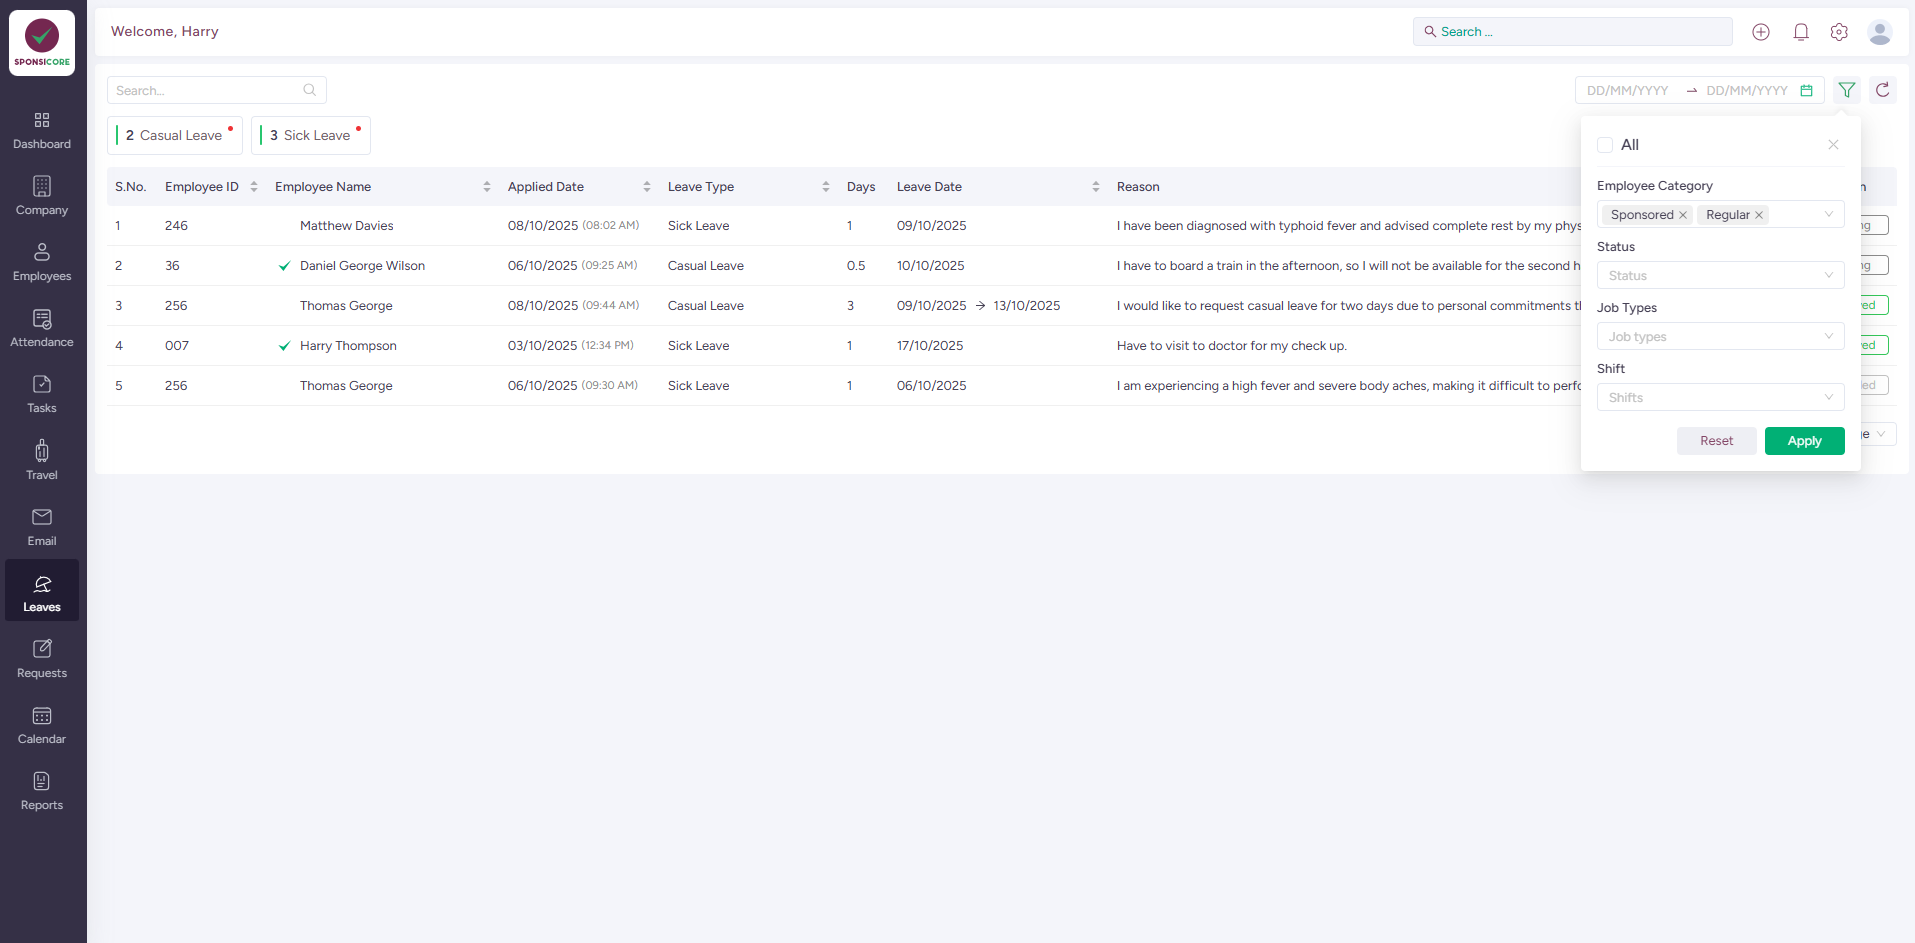 SPONSICORE
Welcome, Harry
Search ...
Dashboard
Company
Employees
Attendance
Tasks
Travel
Email
Leaves
Requests
Calendar
Reports
Search...
DD/MM/YYYY → DD/MM/YYYY
2 Casual Leave
3 Sick Leave
S.No. Employee ID Employee Name Applied Date Leave Type Days Leave Date Reason
1 246 Matthew Davies 08/10/2025 (08:02 AM) Sick Leave 1 09/10/2025 I have been diagnosed with typhoid fever and advised complete rest by my phys
2 36 Daniel George Wilson 06/10/2025 (09:25 AM) Casual Leave 0.5 10/10/2025 I have to board a train in the afternoon, so I will not be available for the second h
3 256 Thomas George 08/10/2025 (09:44 AM) Casual Leave 3 09/10/2025 → 13/10/2025 I would like to request casual leave for two days due to personal commitments
4 007 Harry Thompson 03/10/2025 (12:34 PM) Sick Leave 1 17/10/2025 Have to visit to doctor for my check up.
5 256 Thomas George 06/10/2025 (09:30 AM) Sick Leave 1 06/10/2025 I am experiencing a high fever and severe body aches, making it difficult to perfo
All
Employee Category
Sponsored Regular
Status
Status
Job Types
Job types
Shift
Shifts
Reset Apply